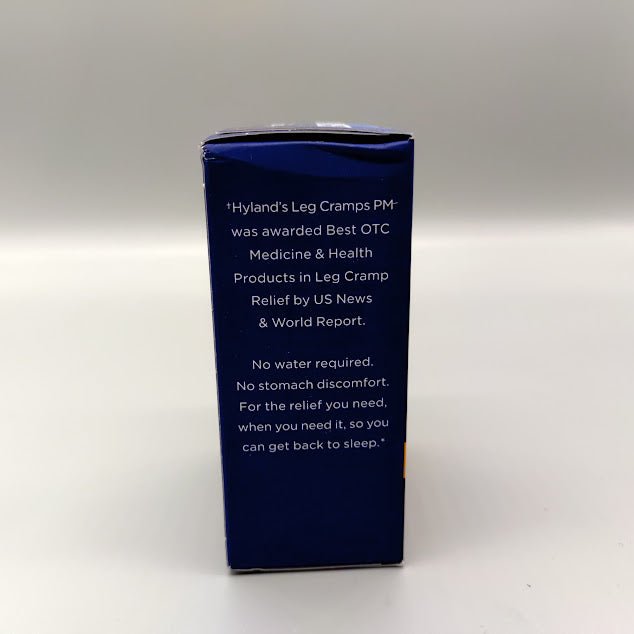 †Hyland's Leg Cramps PM
was awarded Best OTC
Medicine & Health
Products in Leg Cramp
Relief by US News
& World Report.
No water required.
No stomach discomfort.
For the relief you need,
when you need it, so you
can get back to sleep.*